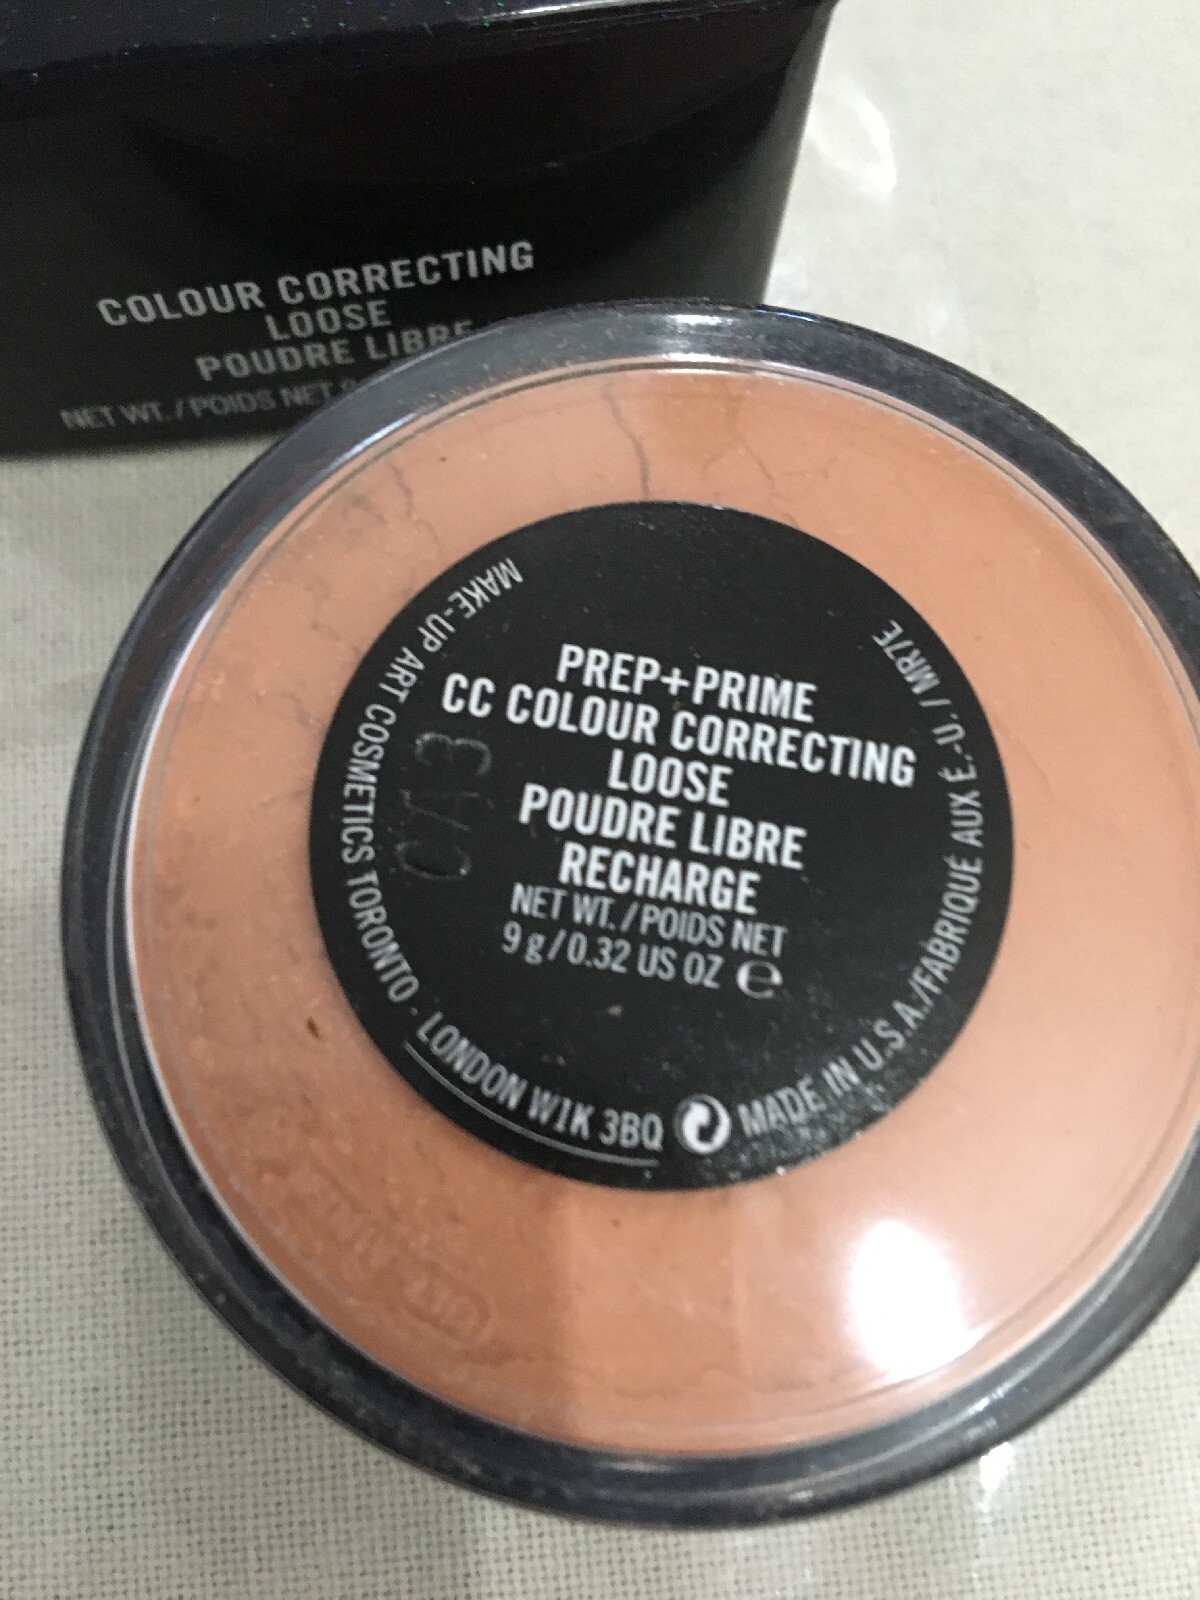 COLOUR CORRECTING
LOOSE
POUDRE LIBRE
NET WT. / POIDS NET
PREP+PRIME
CC COLOUR CORRECTING
LOOSE
POUDRE LIBRE
RECHARGE
NET WT. / POIDS NET
9 g / 0.32 US OZ ℮
MAKE-UP ART COSMETICS TORONTO · LONDON W1K 3BQ
MADE IN U.S.A./FABRIQUÉ AUX É.-U. / MR7E
CA3